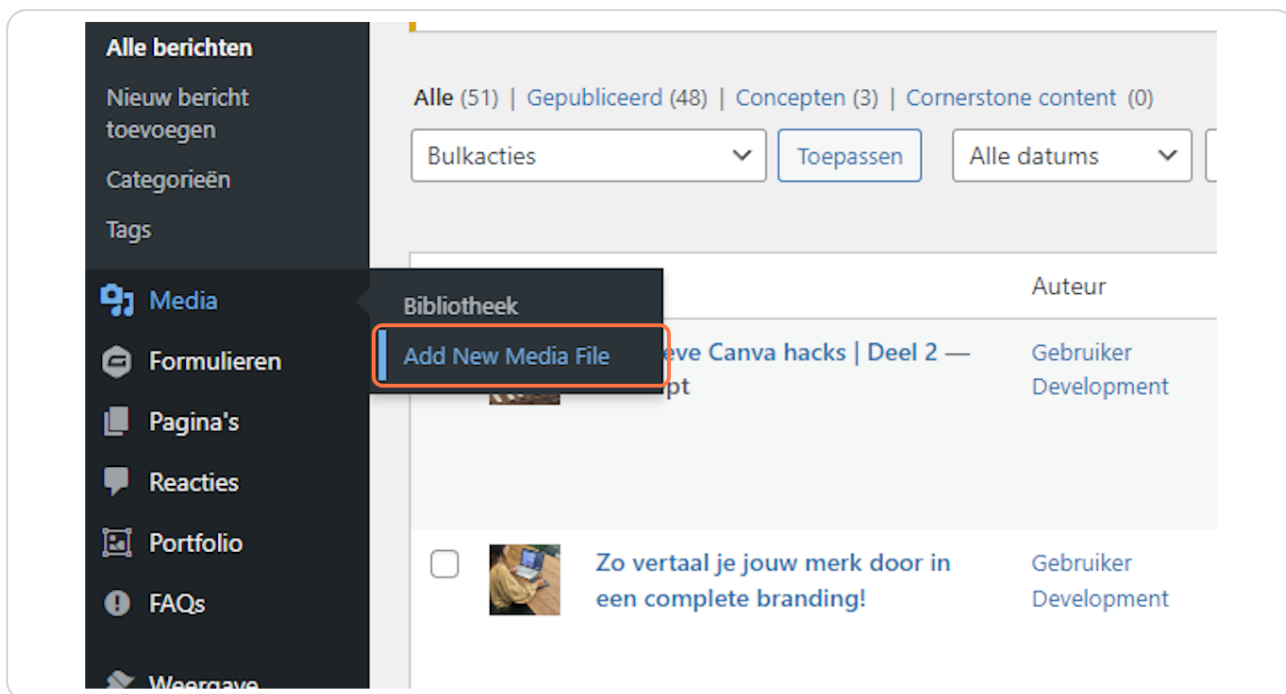 Alle berichten
Nieuw bericht
toevoegen
Categorieën
Tags
Media
Formulieren
Pagina's
Reacties
Portfolio
FAQs
Weergave
Bibliotheek
Add New Media File
Alle (51) | Gepubliceerd (48) | Concepten (3) | Cornerstone content (0)
Bulkacties
Toepassen
Alle datums
Auteur
Canva hacks | Deel 2 —
Gebruiker
Development
Zo vertaal je jouw merk door in
een complete branding!
Gebruiker
Development